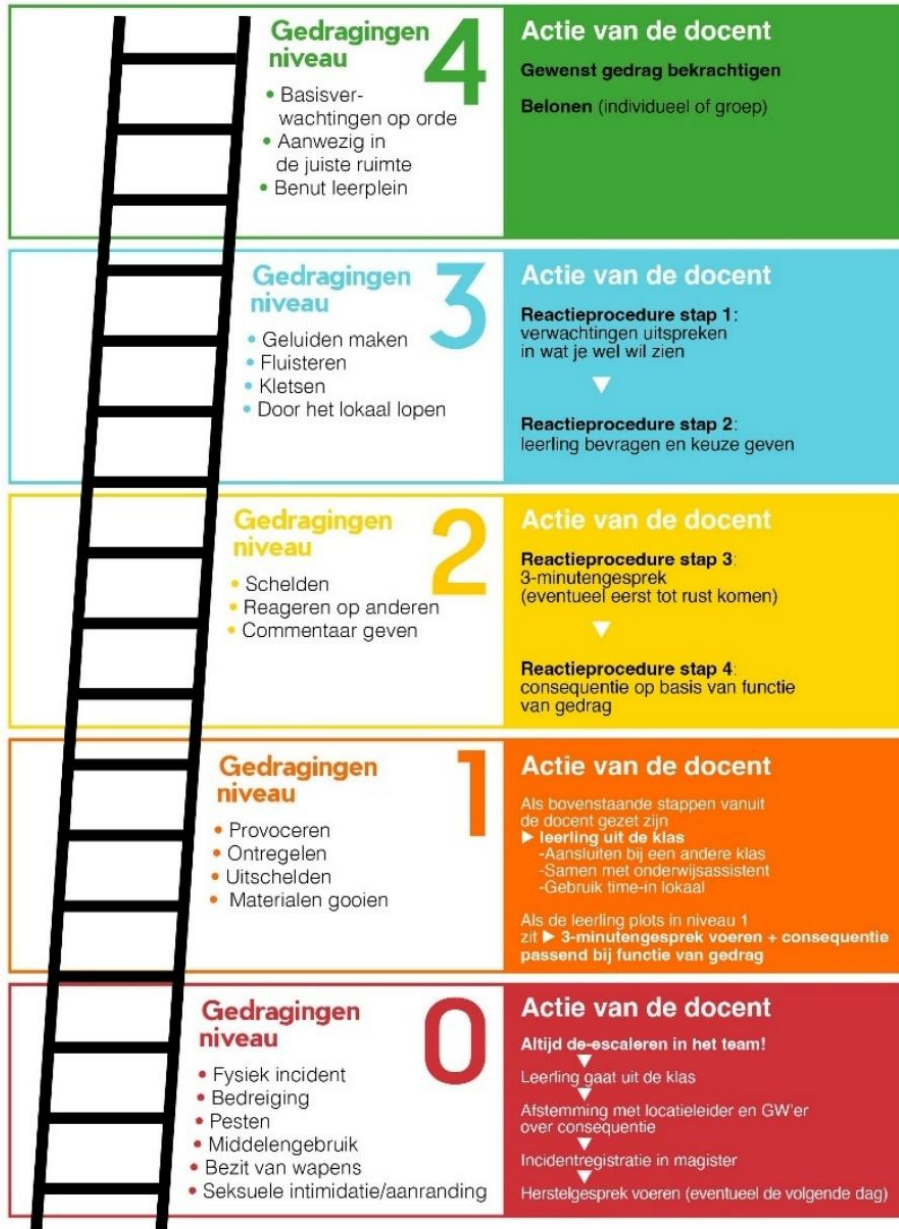 Gedragingen
niveau
4
• Basisver-
wachtingen op orde
• Aanwezig in
de juiste ruimte
• Benut leerplein
Actie van de docent
Gewenst gedrag bekrachtigen
Belonen (individueel of groep)
Gedragingen
niveau
3
• Geluiden maken
• Fluisteren
• Kletsen
• Door het lokaal lopen
Actie van de docent
Reactieprocedure stap 1:
verwachtingen uitspreken
in wat je wel wil zien
▼
Reactieprocedure stap 2:
leerling bevragen en keuze geven
Gedragingen
niveau
2
• Schelden
• Reageren op anderen
• Commentaar geven
Actie van de docent
Reactieprocedure stap 3:
3-minutengesprek
(eventueel eerst tot rust komen)
▼
Reactieprocedure stap 4:
consequentie op basis van functie
van gedrag
Gedragingen
niveau
1
• Provoceren
• Ontregelen
• Uitschelden
• Materialen gooien
Actie van de docent
Als bovenstaande stappen vanuit
de docent gezet zijn
▶ leerling uit de klas
-Aansluiten bij een andere klas
-Samen met onderwijsassistent
-Gebruik time-in lokaal
Als de leerling plots in niveau 1
zit ▶ 3-minutengesprek voeren + consequentie
passend bij functie van gedrag
Gedragingen
niveau
0
• Fysiek incident
• Bedreiging
• Pesten
• Middelengebruik
• Bezit van wapens
• Seksuele intimidatie/aanranding
Actie van de docent
Altijd de-escaleren in het team!
▼
Leerling gaat uit de klas
▼
Afstemming met locatieleider en GW'er
over consequentie
▼
Incidentregistratie in magister
▼
Herstelgesprek voeren (eventueel de volgende dag)